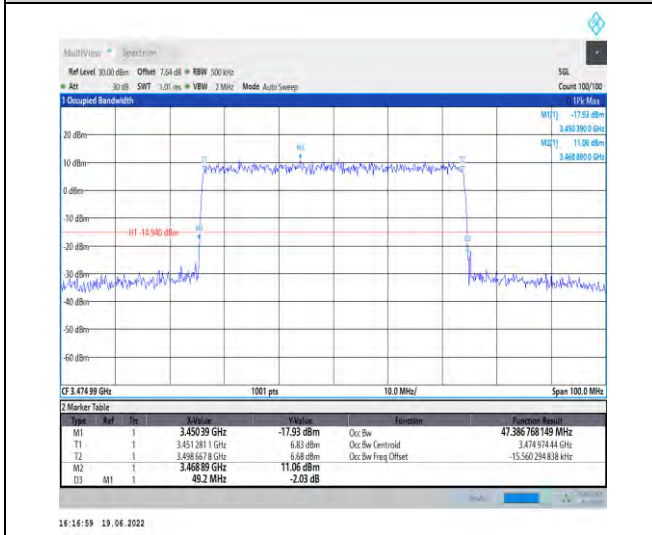 MultiView Spectrum
Ref Level 30.00 dBm Offset 7.64 dB RBW 500 kHz SGL
Att 30 dB SWT 1.01 ms VBW 2 MHz Mode Auto Sweep Count 100/100
1 Occupied Bandwidth 1Pk Max
M1[1] -17.93 dBm
3.450 390 0 GHz
M2[1] 11.06 dBm
3.468 890 0 GHz
20 dBm
M2
T1 T2
10 dBm
0 dBm
-10 dBm
H1 -14.940 dBm
M1
D3
-20 dBm
-30 dBm
-40 dBm
-50 dBm
-60 dBm
CF 3.474 99 GHz 1001 pts 10.0 MHz/ Span 100.0 MHz
2 Marker Table
Type Ref Trc X-Value Y-Value Function Function Result
M1 1 3.45039 GHz -17.93 dBm Occ Bw 47.386 768 149 MHz
T1 1 3.451 281 1 GHz 6.83 dBm Occ Bw Centroid 3.474 974 44 GHz
T2 1 3.498 667 8 GHz 6.68 dBm Occ Bw Freq Offset -15.560 294 838 kHz
M2 1 3.46889 GHz 11.06 dBm
D3 M1 1 49.2 MHz -2.03 dB
16:16:59 19.06.2022